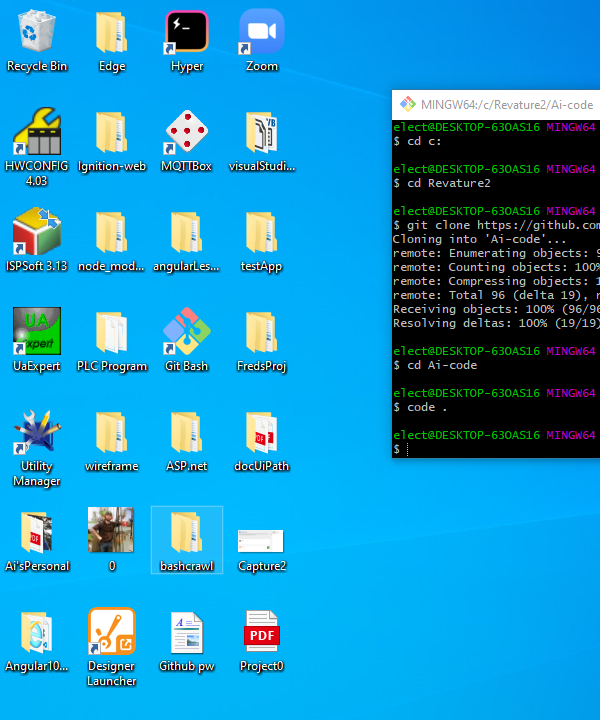 Recycle Bin
Edge
Hyper
Zoom
HWCONFIG
4.03
Ignition-web
MQTTBox
visualStudi...
ISPSoft 3.13
node_mod...
angularLes...
testApp
UA
Expert
UaExpert
PLC Program
Git Bash
FredsProj
Utility
Manager
wireframe
ASP.net
PDF
docUiPath
PDF
Ai'sPersonal
0
bashcrawl
Capture2
Angular10...
Designer
Launcher
Github pw
PDF
Project0
MINGW64:/c/Revature2/Ai-code
elect@DESKTOP-63OAS16 MINGW64
$ cd c:
elect@DESKTOP-63OAS16 MINGW64
$ cd Revature2
elect@DESKTOP-63OAS16 MINGW64
$ git clone https://github.com
Cloning into 'Ai-code'...
remote: Enumerating objects: 9
remote: Counting objects: 100%
remote: Compressing objects: 1
remote: Total 96 (delta 19), r
Receiving objects: 100% (96/96
Resolving deltas: 100% (19/19)
elect@DESKTOP-63OAS16 MINGW64
$ cd Ai-code
elect@DESKTOP-63OAS16 MINGW64
$ code .
elect@DESKTOP-63OAS16 MINGW64
$